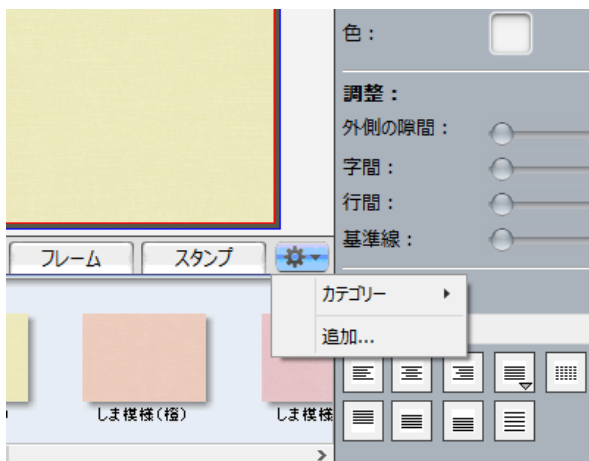 色：
調整：
外側の隙間：
字間：
行間：
基準線：
フレーム
スタンプ
カテゴリー
追加...
しま模様(橙)
しま模様